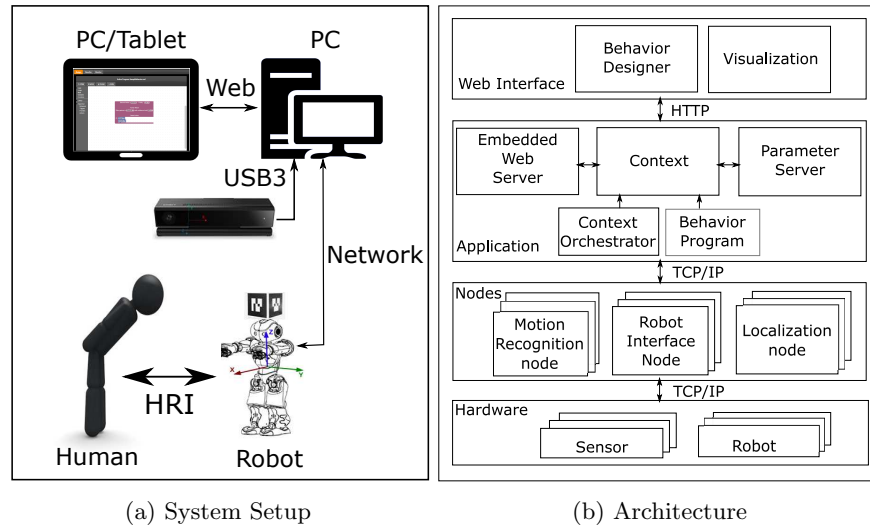 PC/Tablet
PC
Web
USB3
Network
HRI
Human
Robot
x
y
z
(a) System Setup
Behavior
Designer
Visualization
Web Interface
HTTP
Embedded
Web
Server
Context
Parameter
Server
Context
Orchestrator
Behavior
Program
Application
TCP/IP
Nodes
Motion
Recognition
node
Robot
Interface
Node
Localization
node
TCP/IP
Hardware
Sensor
Robot
(b) Architecture